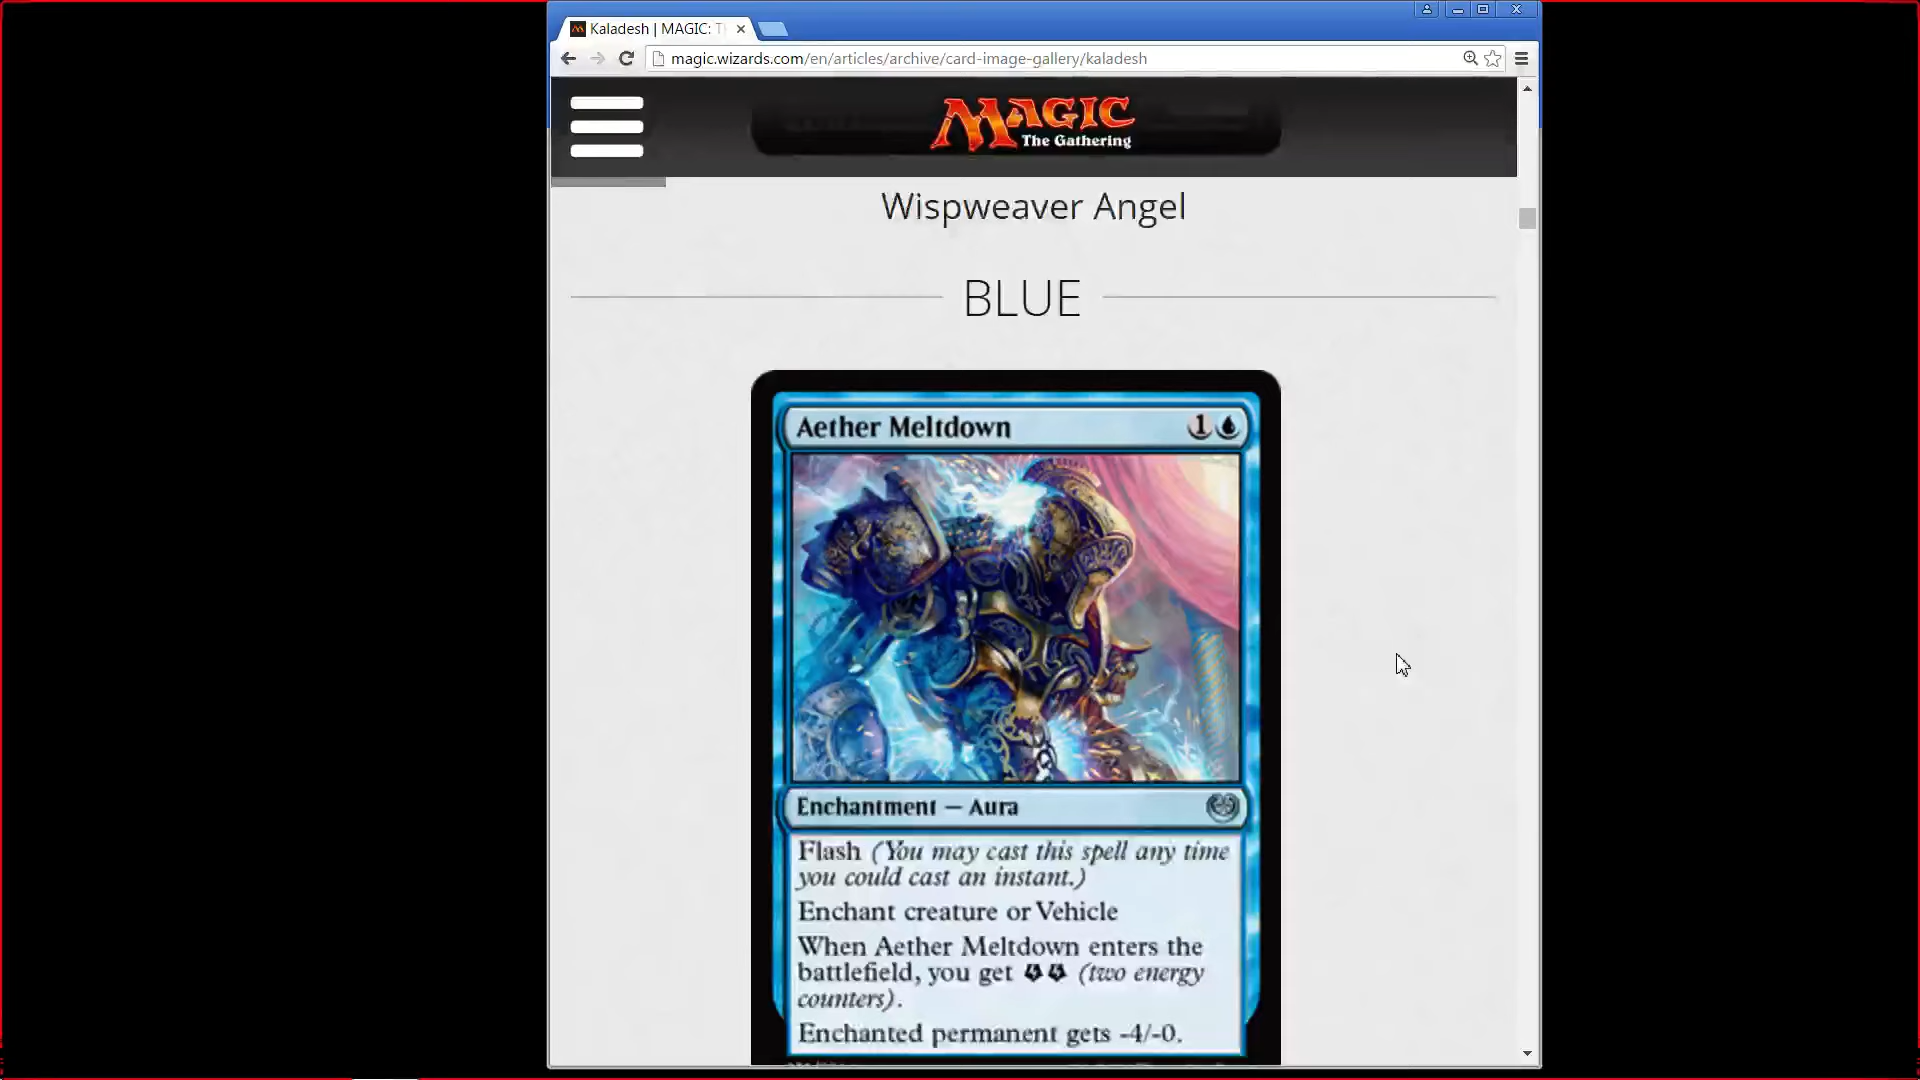 Kaladesh | MAGIC: T
magic.wizards.com/en/articles/archive/card-image-gallery/kaladesh
MAGIC
The Gathering
Wispweaver Angel
BLUE
Aether Meltdown 1
Enchantment — Aura
Flash (You may cast this spell any time
you could cast an instant.)
Enchant creature or Vehicle
When Aether Meltdown enters the
battlefield, you get (two energy
counters).
Enchanted permanent gets -4/-0.